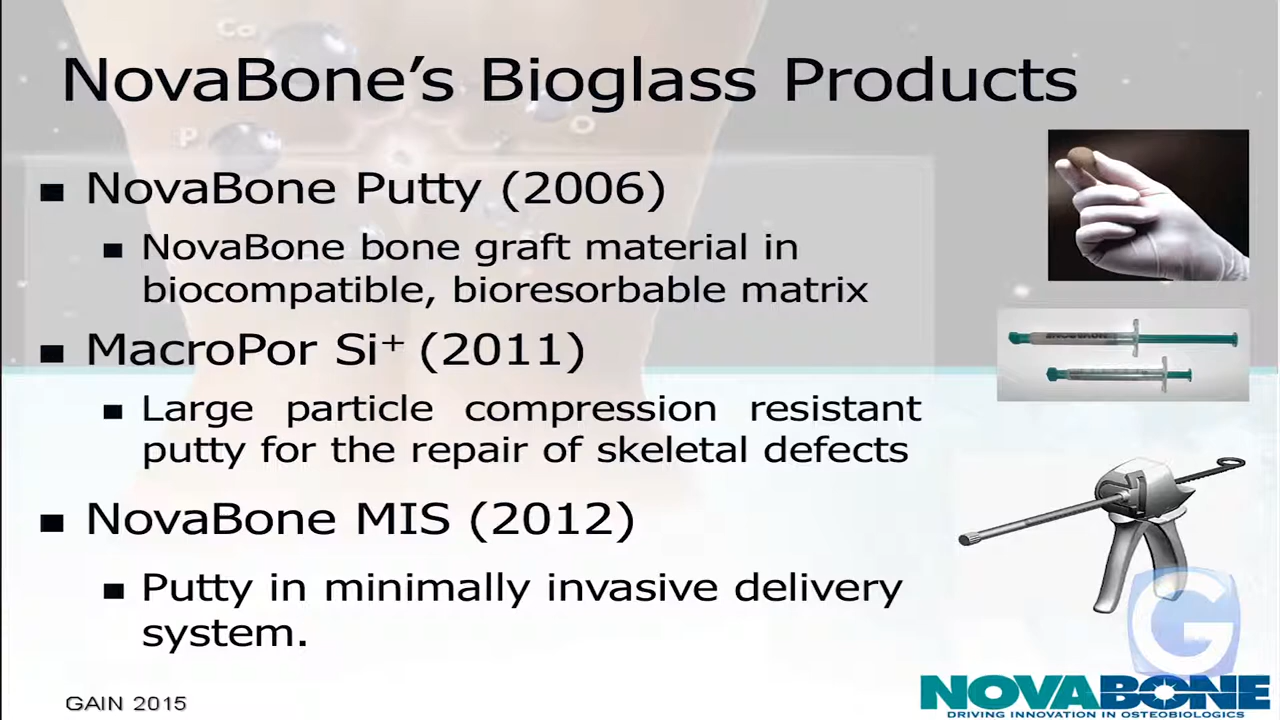 NovaBone's Bioglass Products
Ca
P
O
■ NovaBone Putty (2006)
■ NovaBone bone graft material in
biocompatible, bioresorbable matrix
■ MacroPor Si⁺ (2011)
■ Large particle compression resistant
putty for the repair of skeletal defects
■ NovaBone MIS (2012)
■ Putty in minimally invasive delivery
system.
NOVABONE
G
GAIN 2015
NOVABONE
DRIVING INNOVATION IN OSTEOBIOLOGICS